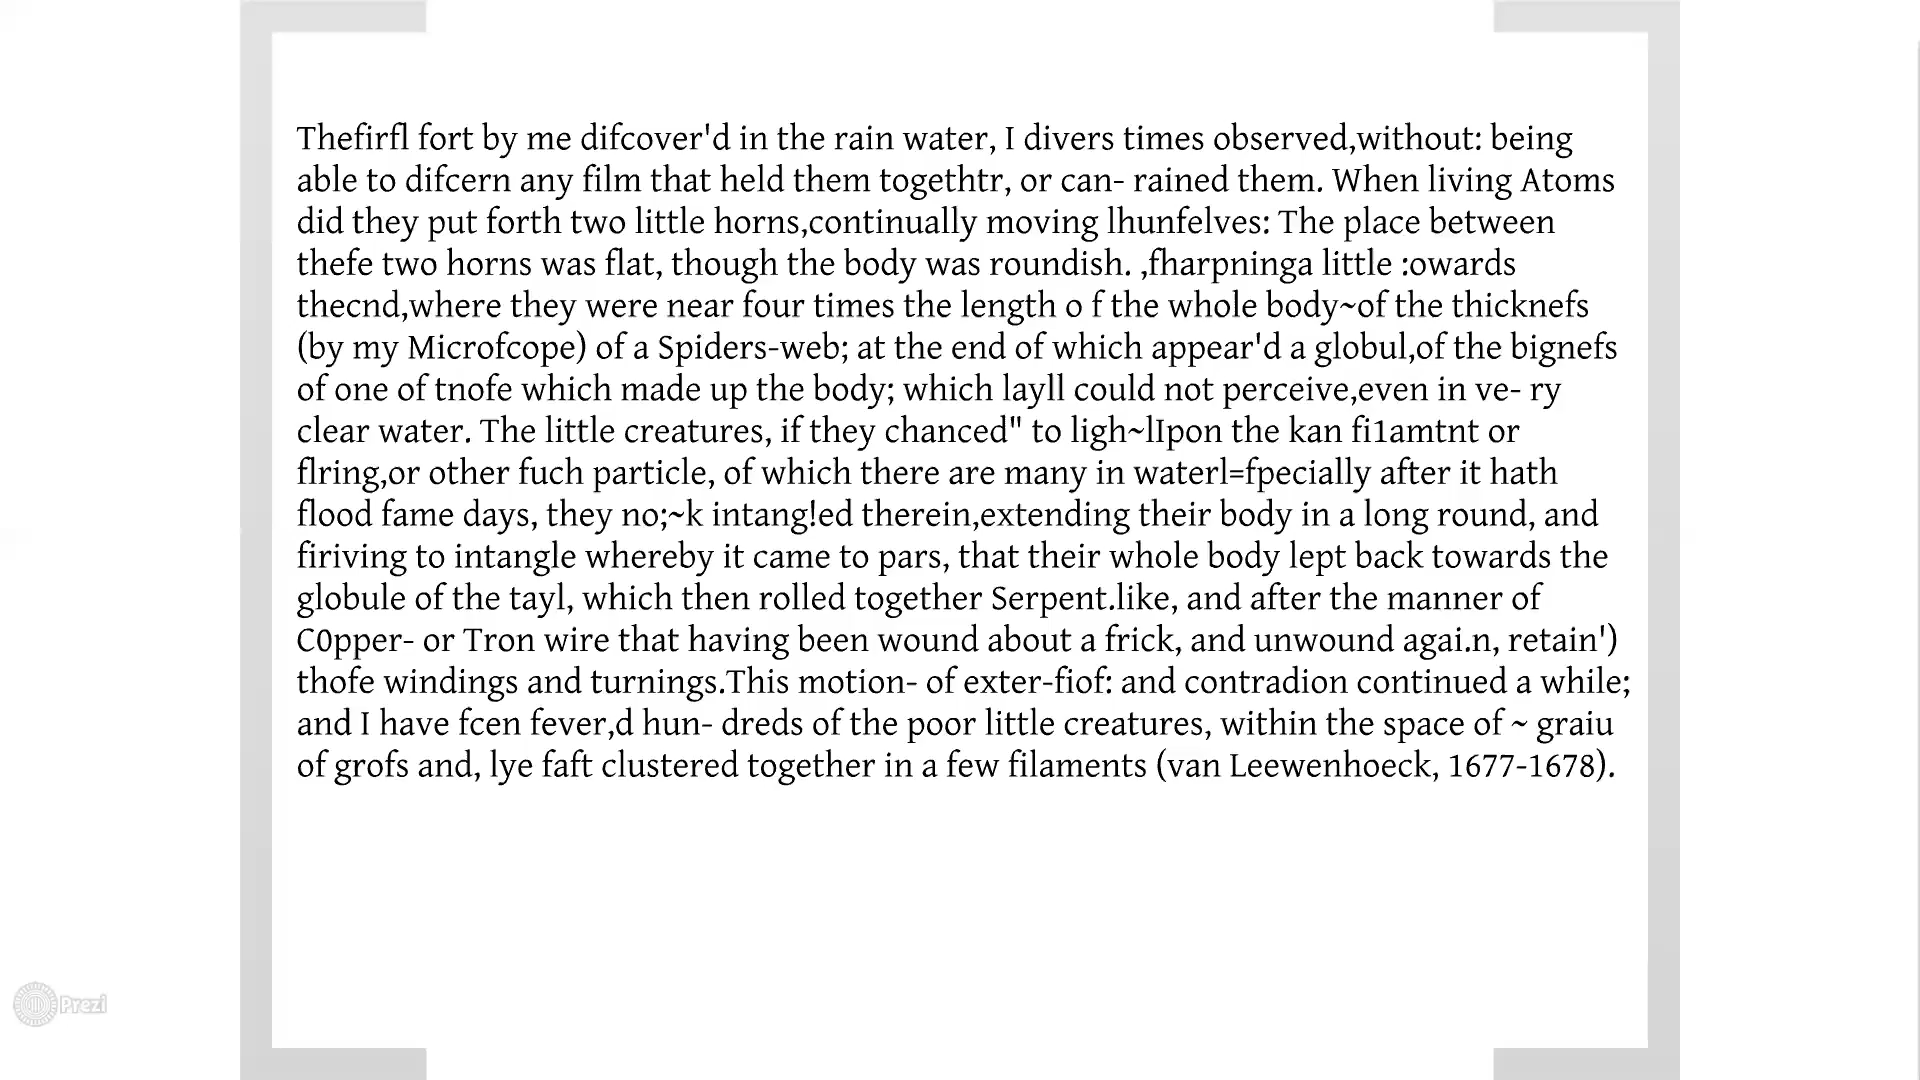 Thefirfl fort by me difcover'd in the rain water, I divers times observed,without: being
able to difcern any film that held them togethtr, or can- rained them. When living Atoms
did they put forth two little horns,continually moving lhunfelves: The place between
thefe two horns was flat, though the body was roundish. ,fharpninga little :owards
thecnd,where they were near four times the length o f the whole body~of the thicknefs
(by my Microfcope) of a Spiders-web; at the end of which appear'd a globul,of the bignefs
of one of tnofe which made up the body; which layll could not perceive,even in ve- ry
clear water. The little creatures, if they chanced" to ligh~lIpon the kan fi1amtnt or
flring,or other fuch particle, of which there are many in waterl=fpecially after it hath
flood fame days, they no;~k intang!ed therein,extending their body in a long round, and
firiving to intangle whereby it came to pars, that their whole body lept back towards the
globule of the tayl, which then rolled together Serpent.like, and after the manner of
C0pper- or Tron wire that having been wound about a frick, and unwound agai.n, retain')
thofe windings and turnings.This motion- of exter-fiof: and contradion continued a while;
and I have fcen fever,d hun- dreds of the poor little creatures, within the space of ~ graiu
of grofs and, lye faft clustered together in a few filaments (van Leewenhoeck, 1677-1678).
Prezi